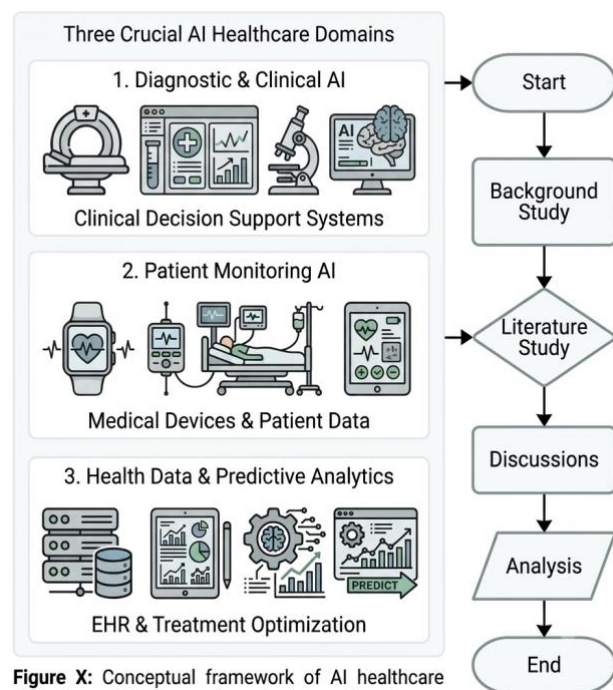 Three Crucial AI Healthcare Domains
1. Diagnostic & Clinical AI
AI
Clinical Decision Support Systems
2. Patient Monitoring AI
Medical Devices & Patient Data
3. Health Data & Predictive Analytics
PREDICT
EHR & Treatment Optimization
Figure X: Conceptual framework of AI healthcare
Start
Background
Study
Literature
Study
Discussions
Analysis
End